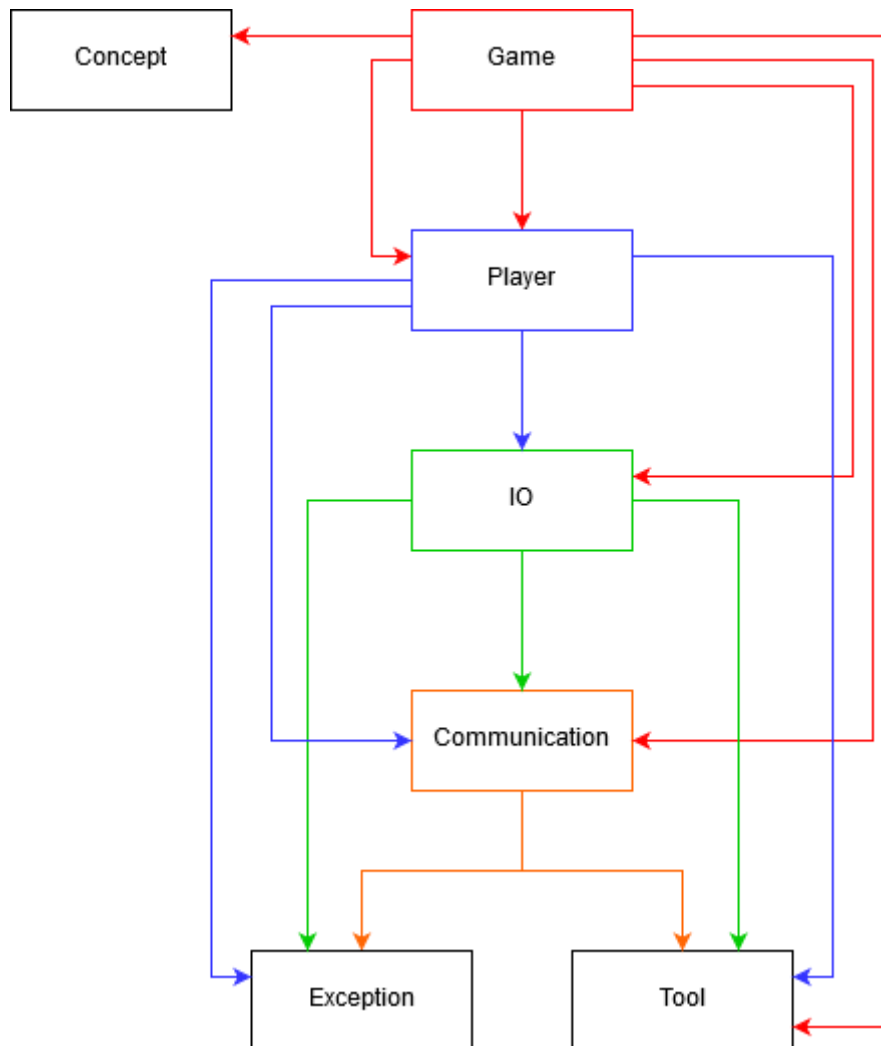 Concept
Game
Player
IO
Communication
Exception
Tool